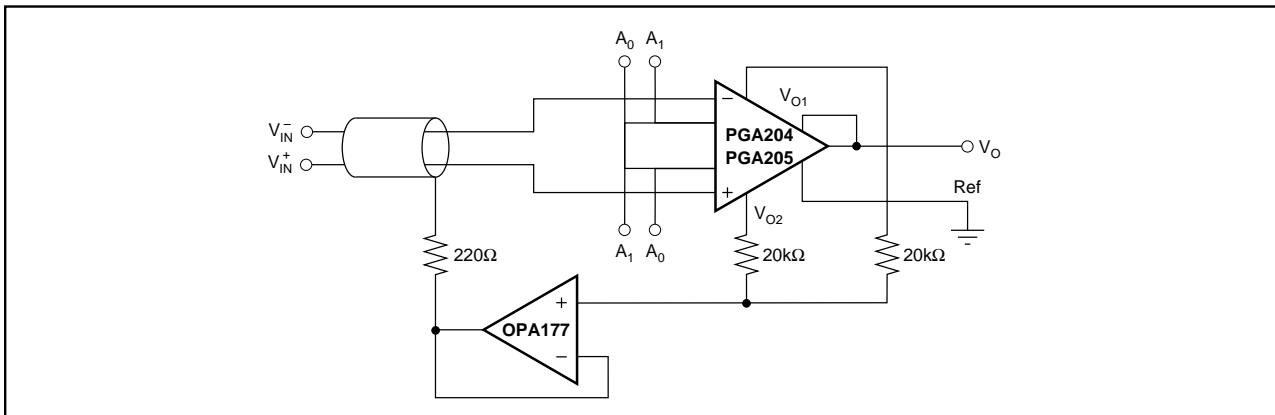 A0 A1
VIN−
VIN+
−
PGA204
PGA205
+
VO1
VO
Ref
VO2
A1 A0
220Ω
20kΩ 20kΩ
+
OPA177
−